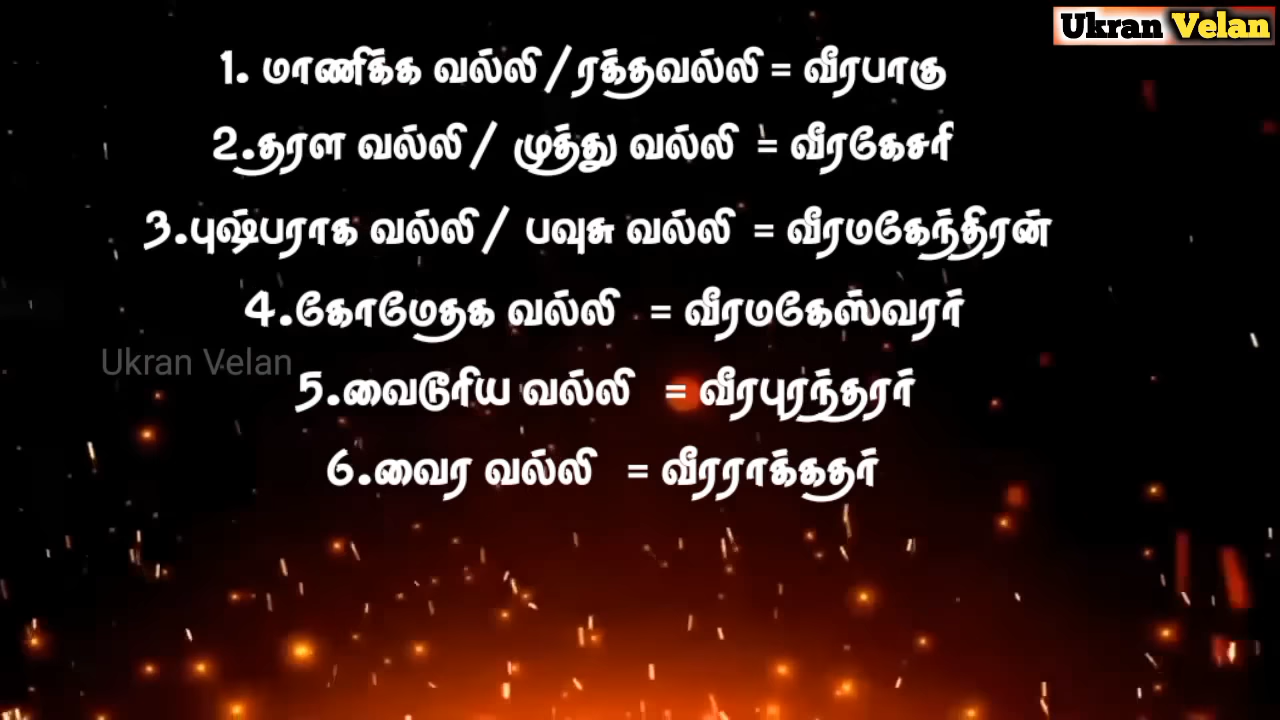 Ukran Velan
1. மாணிக்க வல்லி / ரக்தவல்லி = வீரபாகு
2.தரள வல்லி / முத்து வல்லி = வீரகேசரி
3.புஷ்பராக வல்லி / பவுசு வல்லி = வீரமகேந்திரன்
4.கோமேதக வல்லி = வீரமகேஸ்வரர்
Ukran Velan
5.வைடூரிய வல்லி = வீரபுரந்தரர்
6.வைர வல்லி = வீரராக்கதர்